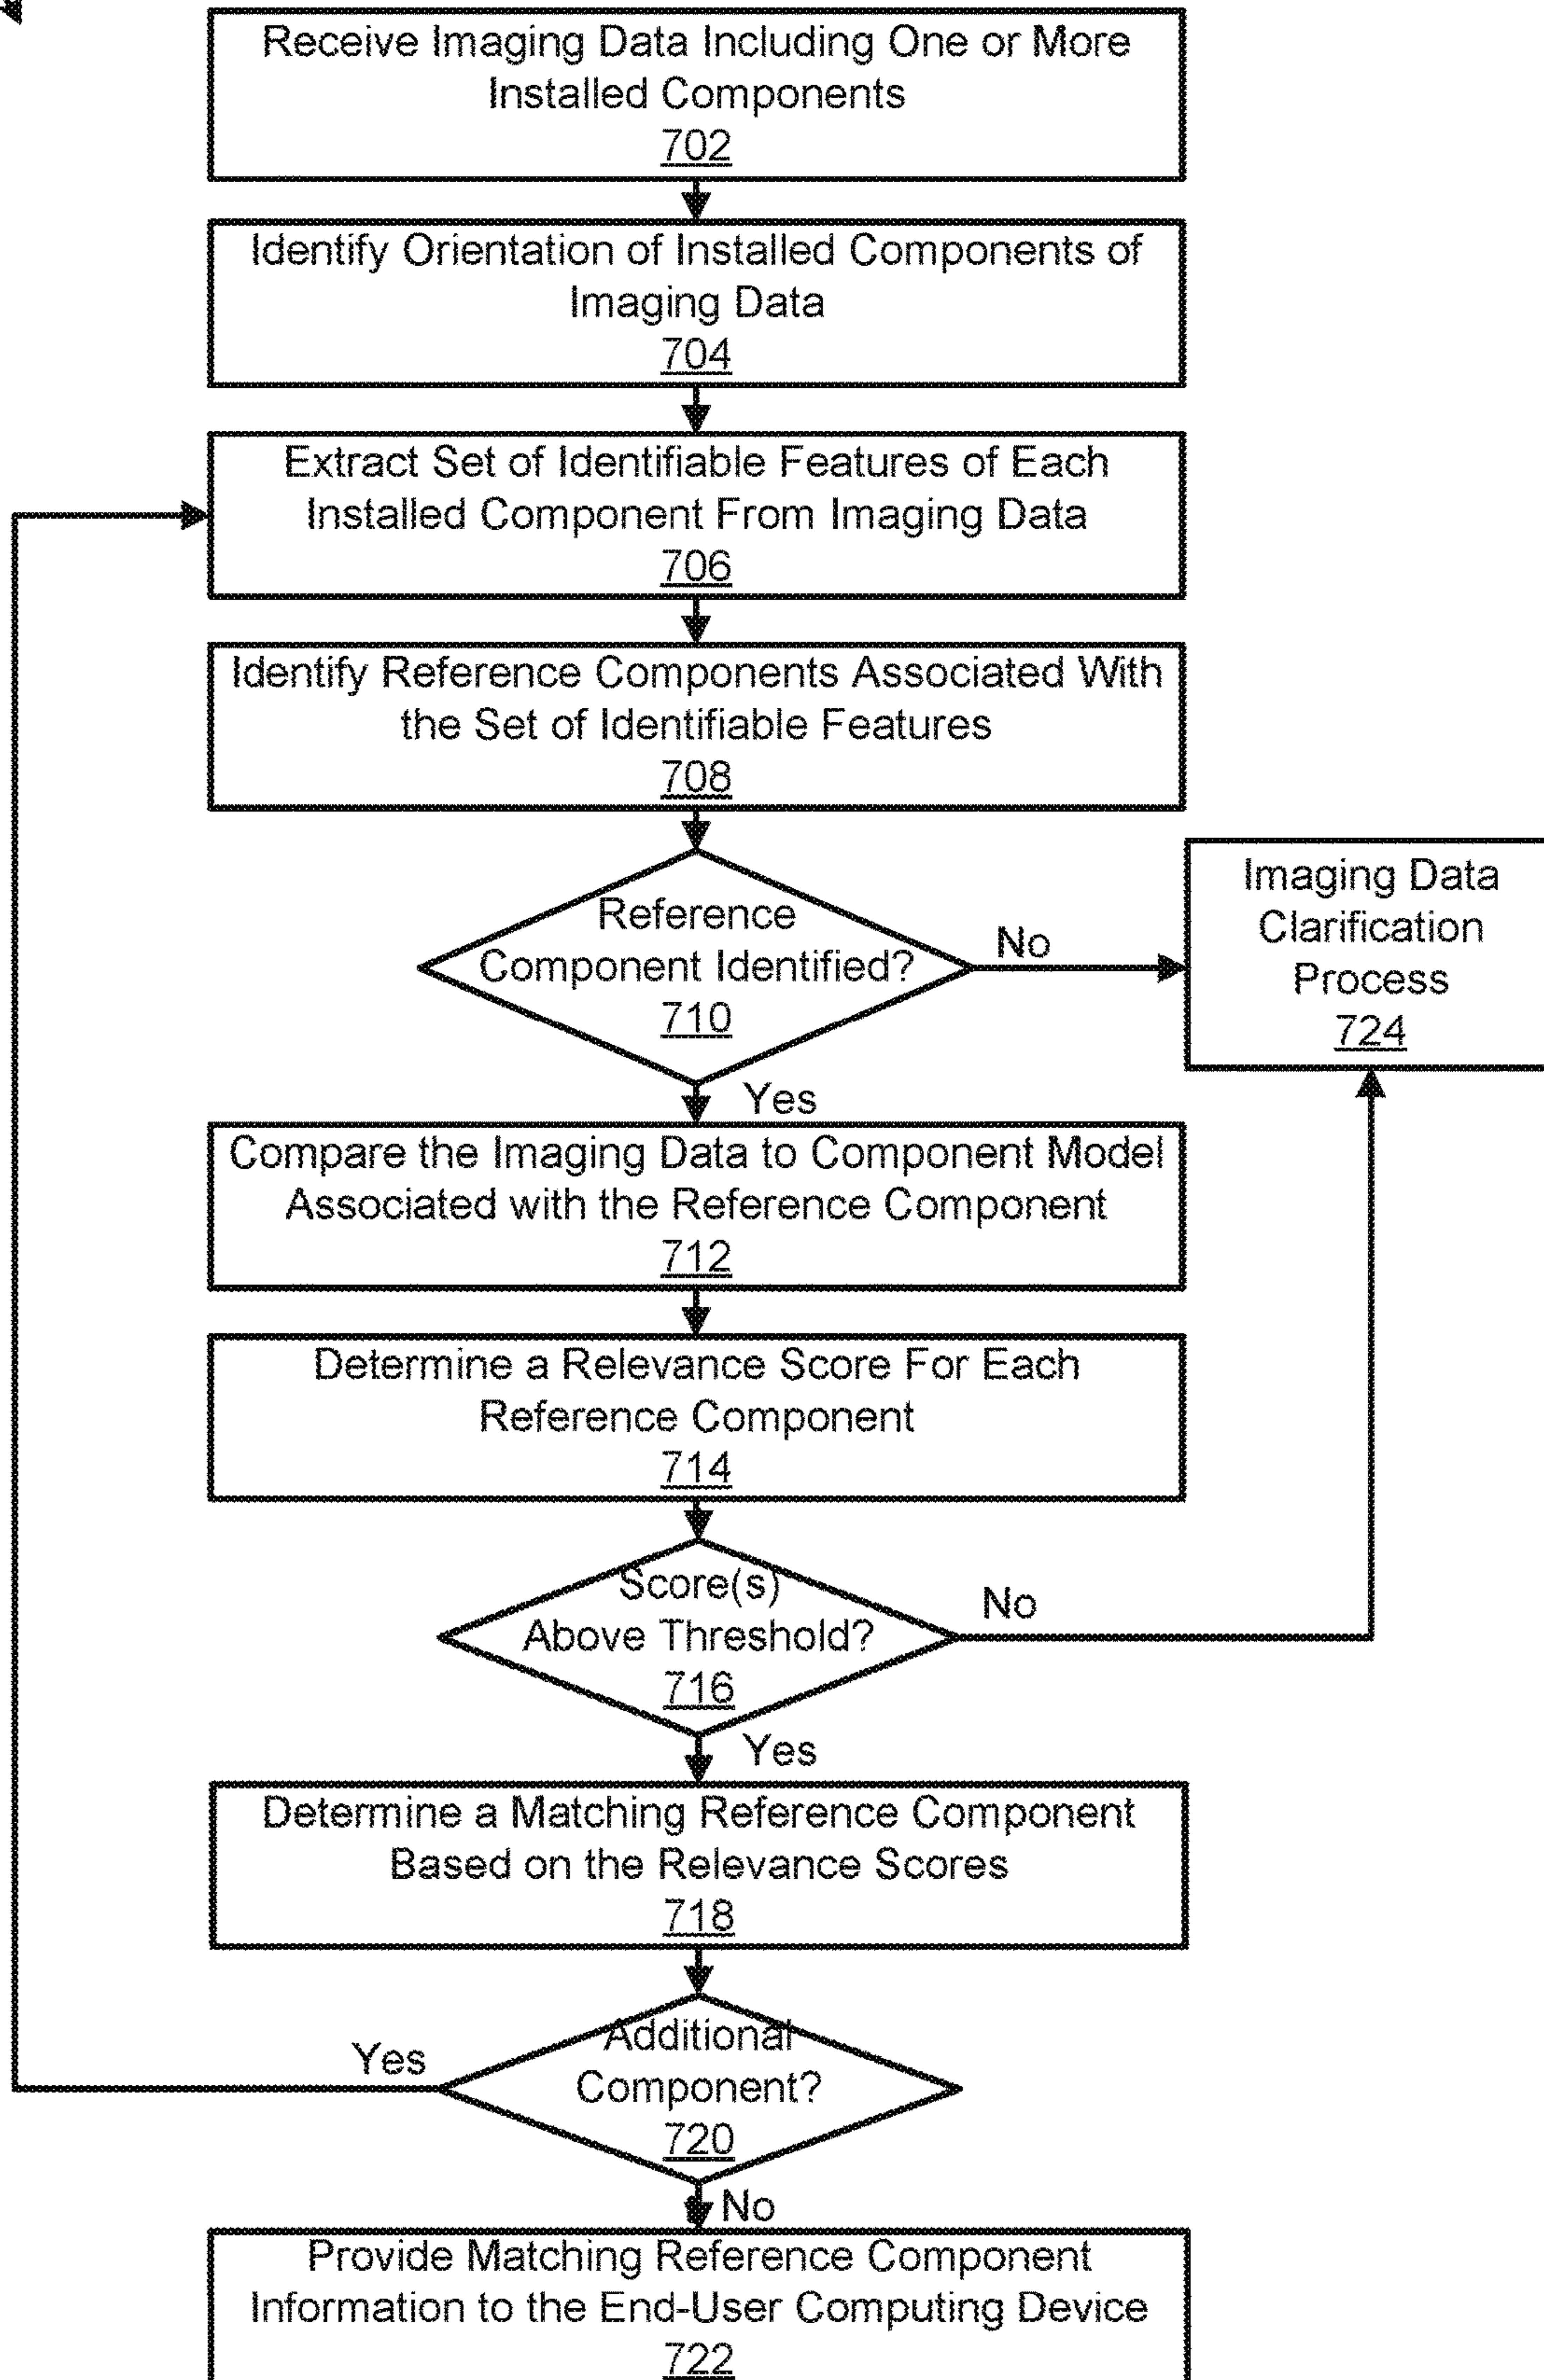 Receive Imaging Data Including One or More
Installed Components
702
Identify Orientation of Installed Components of
Imaging Data
704
Extract Set of Identifiable Features of Each
Installed Component From Imaging Data
706
Identify Reference Components Associated With
the Set of Identifiable Features
708
Reference
Component Identified?
710
No
Imaging Data
Clarification
Process
724
Yes
Compare the Imaging Data to Component Model
Associated with the Reference Component
712
Determine a Relevance Score For Each
Reference Component
714
Score(s)
Above Threshold?
716
No
Yes
Determine a Matching Reference Component
Based on the Relevance Scores
718
Additional
Component?
720
Yes
No
Provide Matching Reference Component
Information to the End-User Computing Device
722